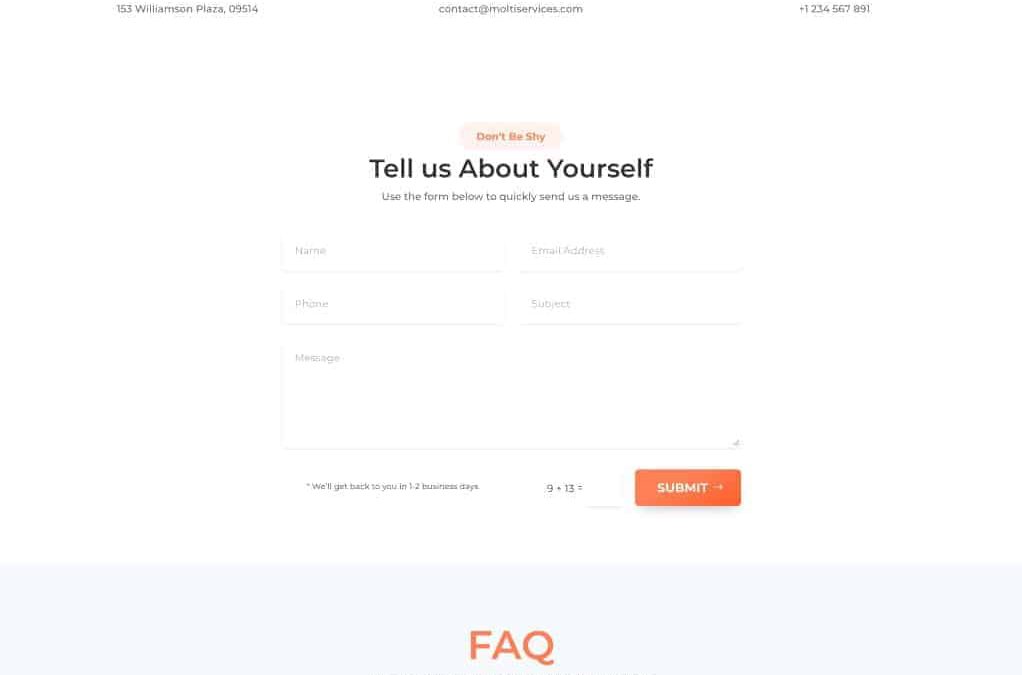 153 Williamson Plaza, 09514 contact@moltiservices.com +1 234 567 891
Don't Be Shy
Tell us About Yourself
Use the form below to quickly send us a message.
Name Email Address
Phone Subject
Message
* We'll get back to you in 1-2 business days. 9 + 13 = SUBMIT →
FAQ